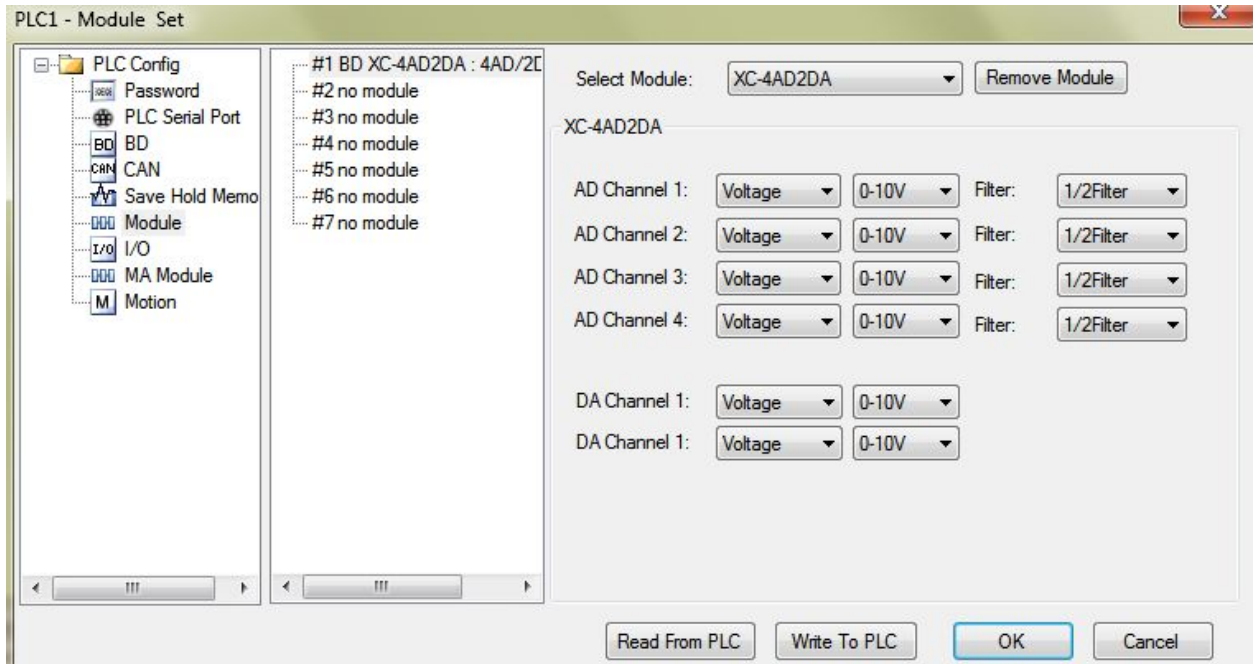 PLC1 - Module Set
PLC Config
Password
PLC Serial Port
BD BD
CAN CAN
Save Hold Memo
Module
I/O I/O
MA Module
M Motion
#1 BD XC-4AD2DA : 4AD/2D
#2 no module
#3 no module
#4 no module
#5 no module
#6 no module
#7 no module
Select Module: XC-4AD2DA Remove Module
XC-4AD2DA
AD Channel 1: Voltage 0-10V Filter: 1/2Filter
AD Channel 2: Voltage 0-10V Filter: 1/2Filter
AD Channel 3: Voltage 0-10V Filter: 1/2Filter
AD Channel 4: Voltage 0-10V Filter: 1/2Filter
DA Channel 1: Voltage 0-10V
DA Channel 1: Voltage 0-10V
Read From PLC Write To PLC OK Cancel